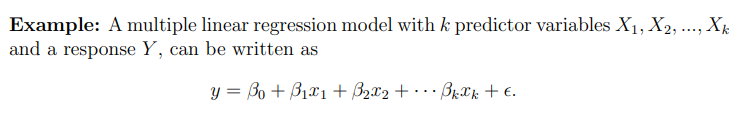 Example: A multiple linear regression model with k predictor variables X₁, X₂, ..., Xₖ
and a response Y, can be written as
y = β₀ + β₁x₁ + β₂x₂ + ··· βₖxₖ + ϵ.